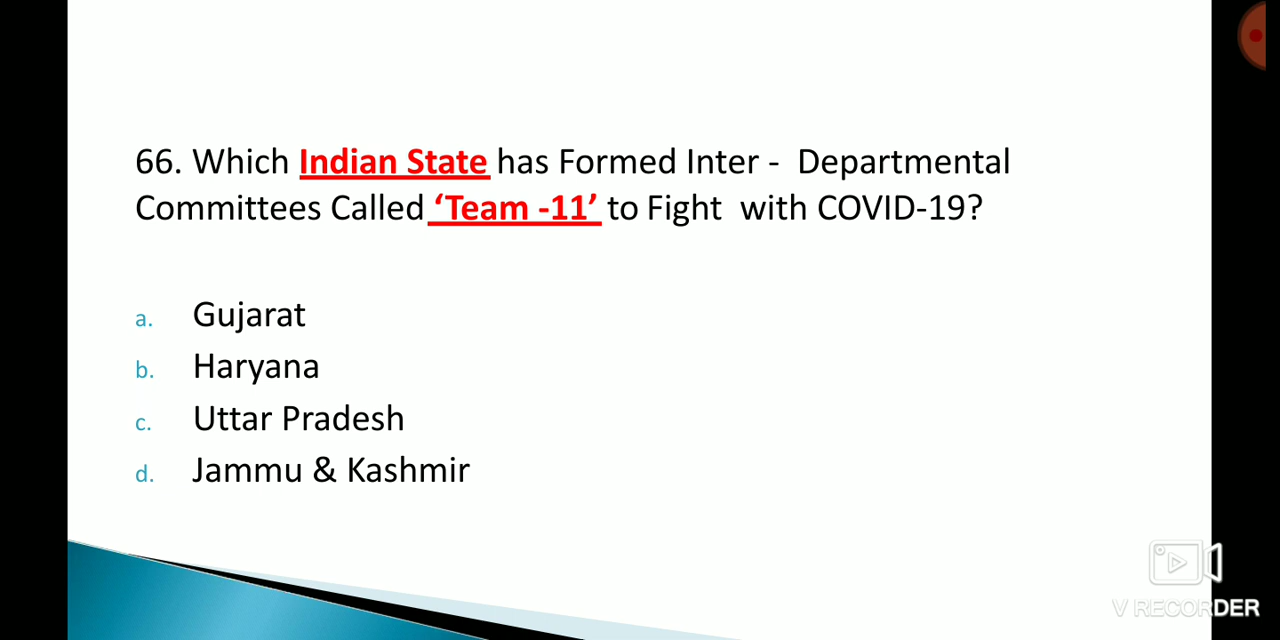 66. Which Indian State has Formed Inter - Departmental
Committees Called ‘Team -11’ to Fight with COVID-19?
a. Gujarat
b. Haryana
c. Uttar Pradesh
d. Jammu & Kashmir
V RECORDER